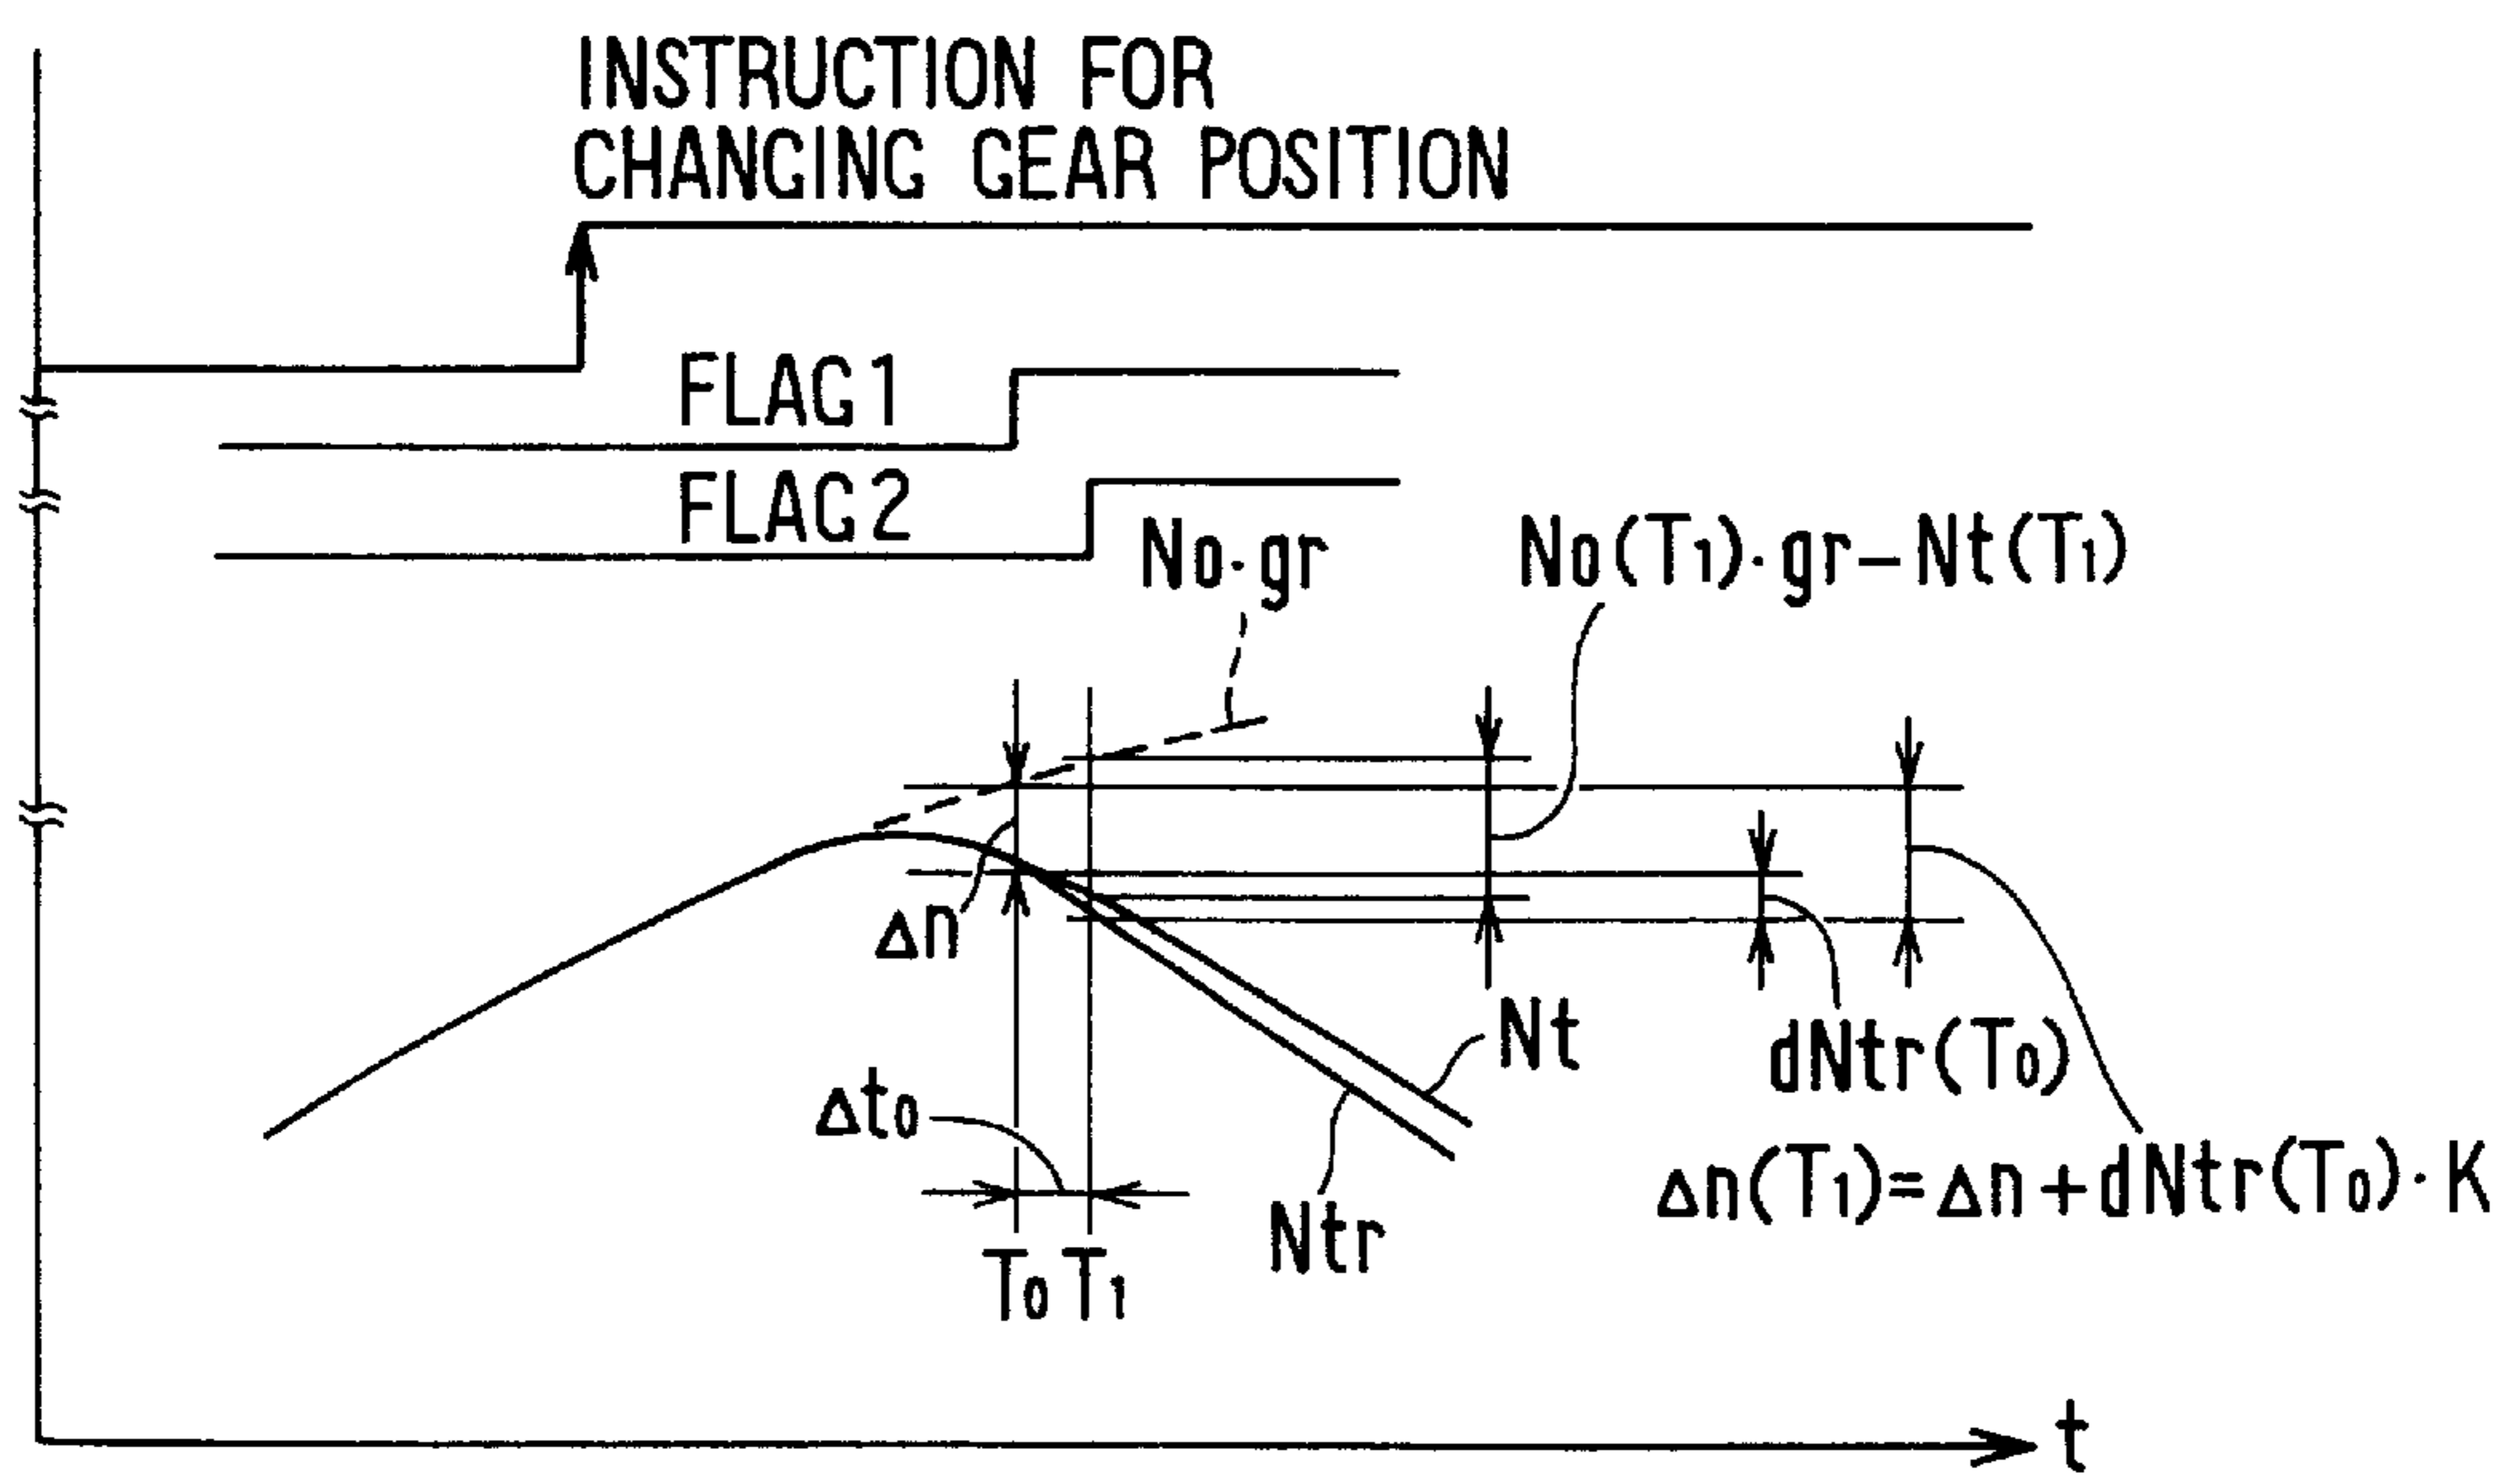 INSTRUCTION FOR
CHANGING GEAR POSITION
FLAG1
FLAG2
No·gr
No(T1)·gr-Nt(T1)
Δn
Nt
dNtr(T0)
Δt0
Δn(T1)=Δn+dNtr(T0)·K
Ntr
T0 T1
t